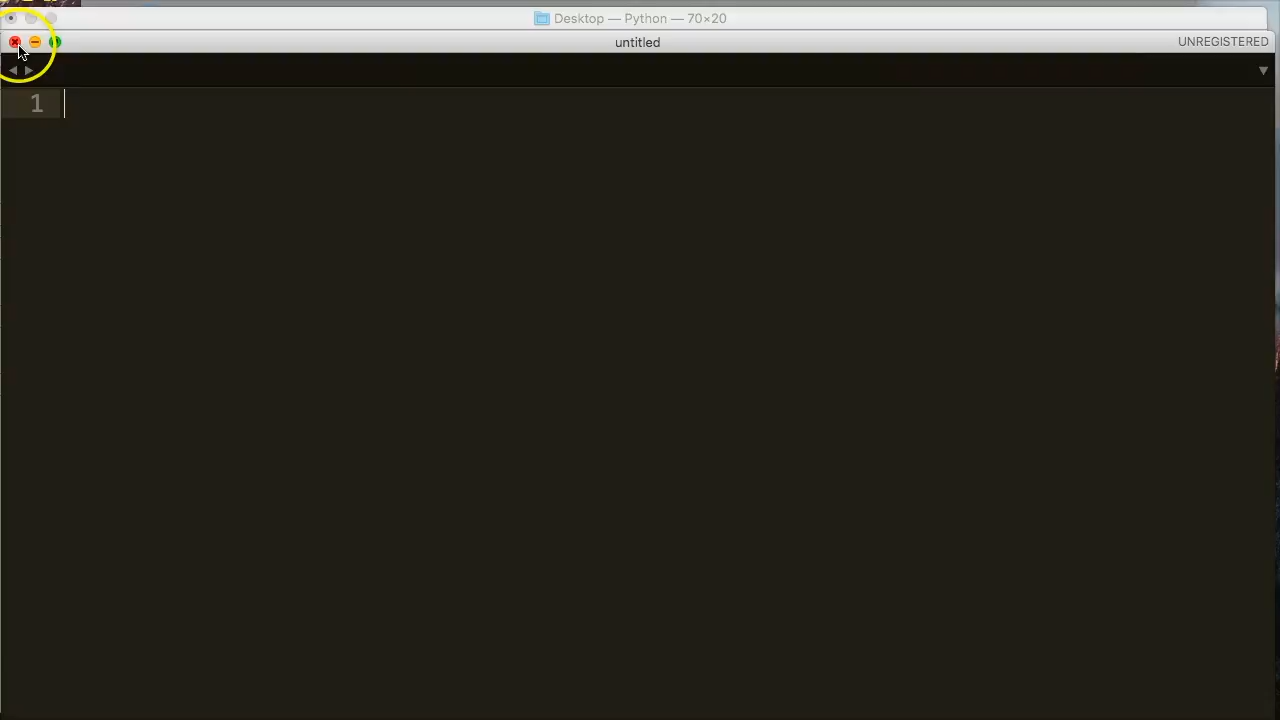 Desktop — Python — 70×20
untitled
UNREGISTERED
1